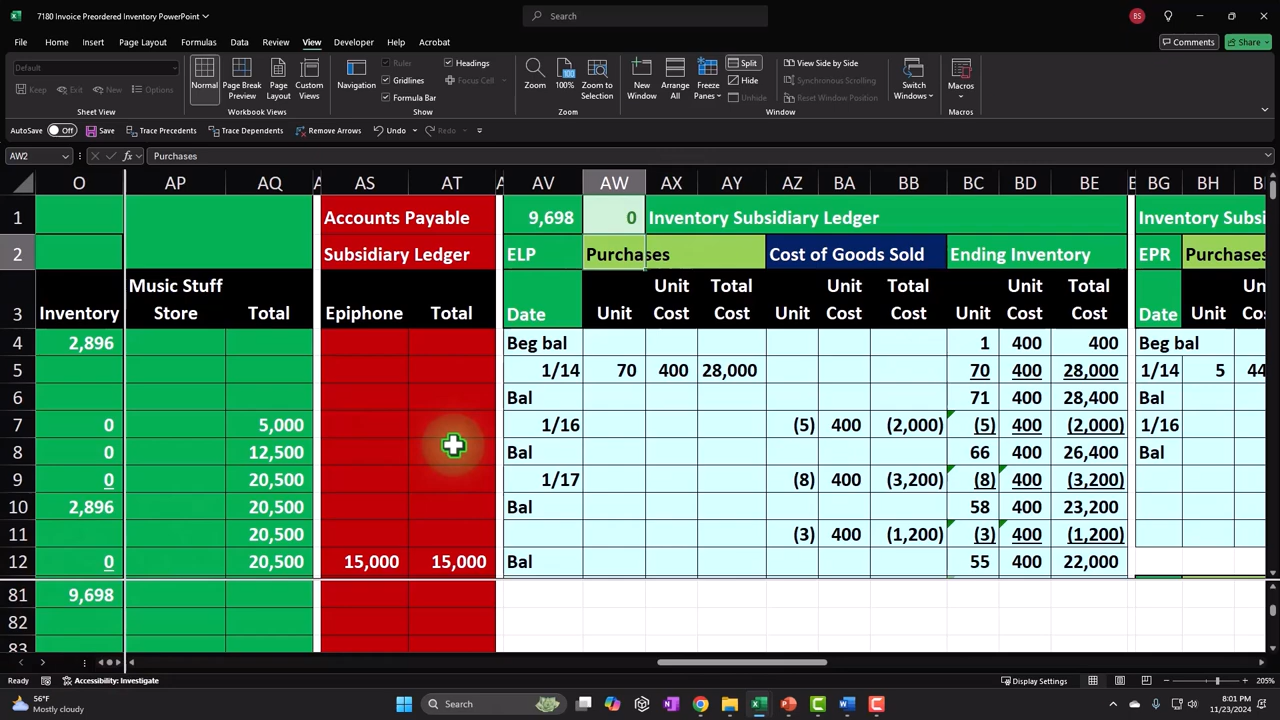 7180 Invoice Preordered Inventory PowerPoint
Search
BS
File Home Insert Page Layout Formulas Data Review View Developer Help Acrobat
Comments
Share
Default
Keep Exit New Options
Sheet View
Normal
Page Break Preview
Page Layout
Custom Views
Workbook Views
Navigation
Ruler
Gridlines
Formula Bar
Headings
Focus Cell
Show
Zoom
100%
Zoom to Selection
Zoom
New Window
Arrange All
Freeze Panes
Split
Hide
Unhide
View Side by Side
Synchronous Scrolling
Reset Window Position
Window
Switch Windows
Macros
Macros
AutoSave Off Save Trace Precedents Trace Dependents Remove Arrows Undo Redo
AW2 fx Purchases
O AP AQ AS AT AV AW AX AY AZ BA BB BC BD BE BG BH
1 Accounts Payable 9,698 0 Inventory Subsidiary Ledger Inventory Subsi
2 Subsidiary Ledger ELP Purchases Cost of Goods Sold Ending Inventory EPR Purchases
Music Stuff Unit Total Unit Total Unit Total Un
3 Inventory Store Total Epiphone Total Date Unit Cost Cost Unit Cost Cost Unit Cost Cost Date Unit Co
4 2,896 Beg bal 1 400 400 Beg bal
5 1/14 70 400 28,000 70 400 28,000 1/14 5 44
6 Bal 71 400 28,400 Bal
7 0 5,000 1/16 (5) 400 (2,000) (5) 400 (2,000) 1/16
8 0 12,500 Bal 66 400 26,400 Bal
9 0 20,500 1/17 (8) 400 (3,200) (8) 400 (3,200)
10 2,896 20,500 Bal 58 400 23,200
11 20,500 (3) 400 (1,200) (3) 400 (1,200)
12 0 20,500 15,000 15,000 Bal 55 400 22,000
81 9,698
82
83
Ready Accessibility: Investigate Display Settings 205%
56°F
Mostly cloudy
Search
8:01 PM
11/23/2024